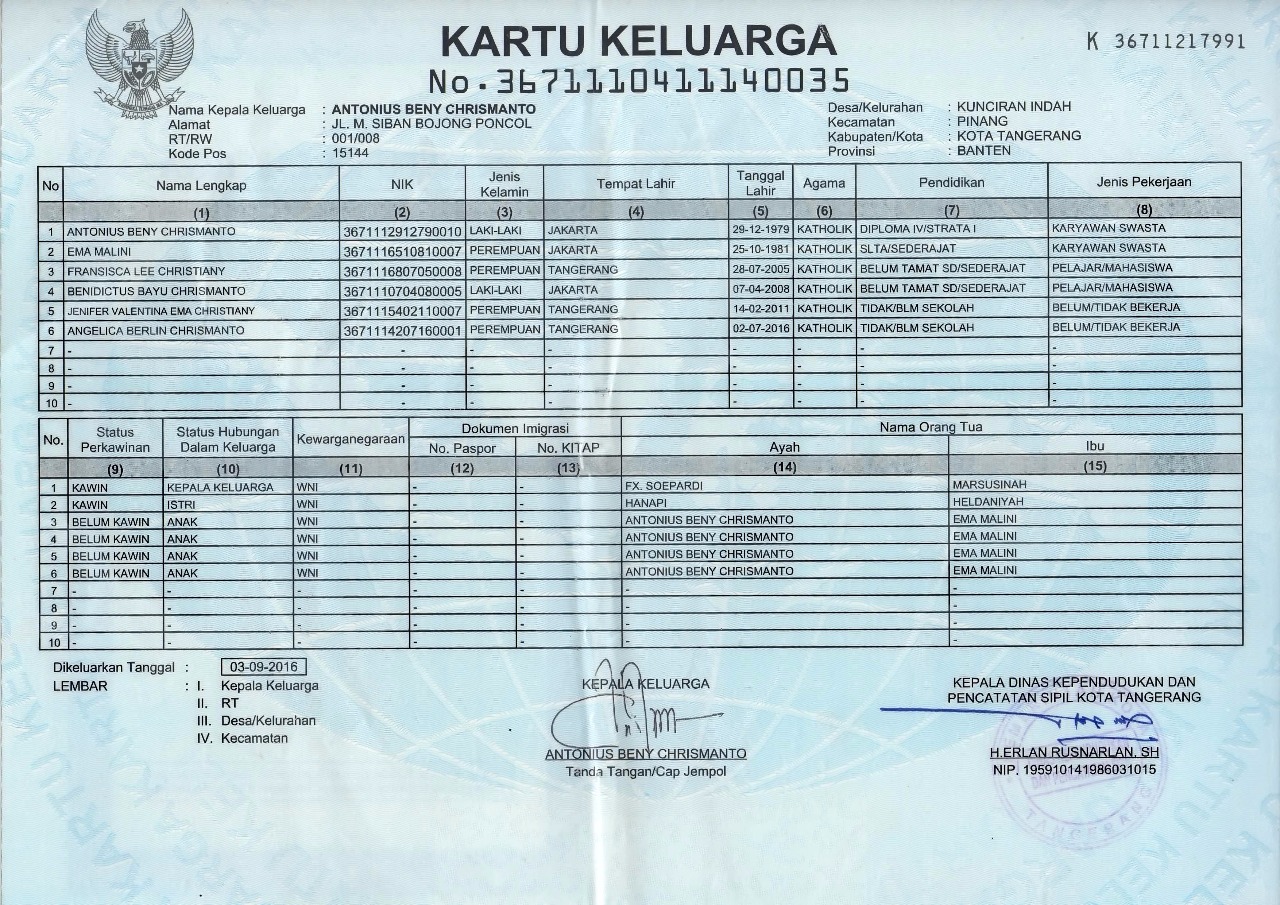 KARTU KELUARGA
K 36711217991
No. 3671110411140035
Nama Kepala Keluarga : ANTONIUS BENY CHRISMANTO
Alamat : JL. M. SIBAN BOJONG PONCOL
RT/RW : 001/008
Kode Pos : 15144
Desa/Kelurahan : KUNCIRAN INDAH
Kecamatan : PINANG
Kabupaten/Kota : KOTA TANGERANG
Provinsi : BANTEN
No Nama Lengkap NIK Jenis Kelamin Tempat Lahir Tanggal Lahir Agama Pendidikan Jenis Pekerjaan
(1) (2) (3) (4) (5) (6) (7) (8)
1 ANTONIUS BENY CHRISMANTO 3671112912790010 LAKI-LAKI JAKARTA 29-12-1979 KATHOLIK DIPLOMA IV/STRATA I KARYAWAN SWASTA
2 EMA MALINI 3671116510810007 PEREMPUAN JAKARTA 25-10-1981 KATHOLIK SLTA/SEDERAJAT KARYAWAN SWASTA
3 FRANSISCA LEE CHRISTIANY 3671116807050008 PEREMPUAN TANGERANG 28-07-2005 KATHOLIK BELUM TAMAT SD/SEDERAJAT PELAJAR/MAHASISWA
4 BENIDICTUS BAYU CHRISMANTO 3671110704080005 LAKI-LAKI JAKARTA 07-04-2008 KATHOLIK BELUM TAMAT SD/SEDERAJAT PELAJAR/MAHASISWA
5 JENIFER VALENTINA EMA CHRISTIANY 3671115402110007 PEREMPUAN TANGERANG 14-02-2011 KATHOLIK TIDAK/BLM SEKOLAH BELUM/TIDAK BEKERJA
6 ANGELICA BERLIN CHRISMANTO 3671114207160001 PEREMPUAN TANGERANG 02-07-2016 KATHOLIK TIDAK/BLM SEKOLAH BELUM/TIDAK BEKERJA
7 - - - - - - - -
8 - - - - - - - -
9 - - - - - - - -
10 - - - - - - - -
No. Status Perkawinan Status Hubungan Dalam Keluarga Kewarganegaraan Dokumen Imigrasi Nama Orang Tua
No. Paspor No. KITAP Ayah Ibu
(9) (10) (11) (12) (13) (14) (15)
1 KAWIN KEPALA KELUARGA WNI - - FX. SOEPARDI MARSUSINAH
2 KAWIN ISTRI WNI - - HANAPI HELDANIYAH
3 BELUM KAWIN ANAK WNI - - ANTONIUS BENY CHRISMANTO EMA MALINI
4 BELUM KAWIN ANAK WNI - - ANTONIUS BENY CHRISMANTO EMA MALINI
5 BELUM KAWIN ANAK WNI - - ANTONIUS BENY CHRISMANTO EMA MALINI
6 BELUM KAWIN ANAK WNI - - ANTONIUS BENY CHRISMANTO EMA MALINI
7 - - - - - - -
8 - - - - - - -
9 - - - - - - -
10 - - - - - - -
Dikeluarkan Tanggal : 03-09-2016
LEMBAR : I. Kepala Keluarga
II. RT
III. Desa/Kelurahan
IV. Kecamatan
KEPALA KELUARGA
ANTONIUS BENY CHRISMANTO
Tanda Tangan/Cap Jempol
KEPALA DINAS KEPENDUDUKAN DAN
PENCATATAN SIPIL KOTA TANGERANG
H.ERLAN RUSNARLAN, SH
NIP. 195910141986031015
TANGERANG